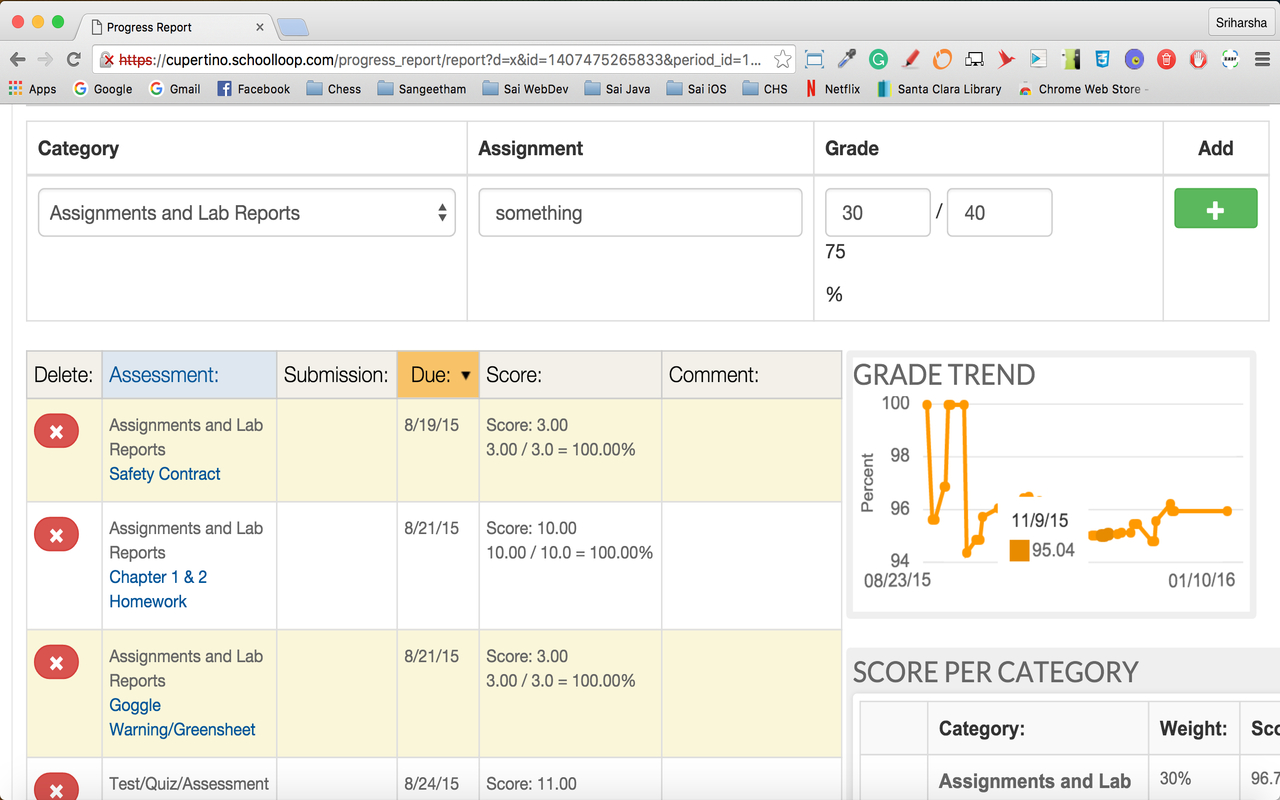 Progress Report
Sriharsha
https://cupertino.schoolloop.com/progress_report/report?d=x&id=1407475265833&period_id=1...
Apps Google Gmail Facebook Chess Sangeetham Sai WebDev Sai Java Sai iOS CHS Netflix Santa Clara Library Chrome Web Store
Category Assignment Grade Add
Assignments and Lab Reports something 30 / 40
75
%
Delete: Assessment: Submission: Due: Score: Comment:
Assignments and Lab 8/19/15 Score: 3.00
Reports 3.00 / 3.0 = 100.00%
Safety Contract
Assignments and Lab 8/21/15 Score: 10.00
Reports 10.00 / 10.0 = 100.00%
Chapter 1 & 2
Homework
Assignments and Lab 8/21/15 Score: 3.00
Reports 3.00 / 3.0 = 100.00%
Goggle
Warning/Greensheet
Test/Quiz/Assessment 8/24/15 Score: 11.00
GRADE TREND
100
98
96
94
Percent
11/9/15
95.04
08/23/15 01/10/16
SCORE PER CATEGORY
Category: Weight: Sco
Assignments and Lab 30% 96.7